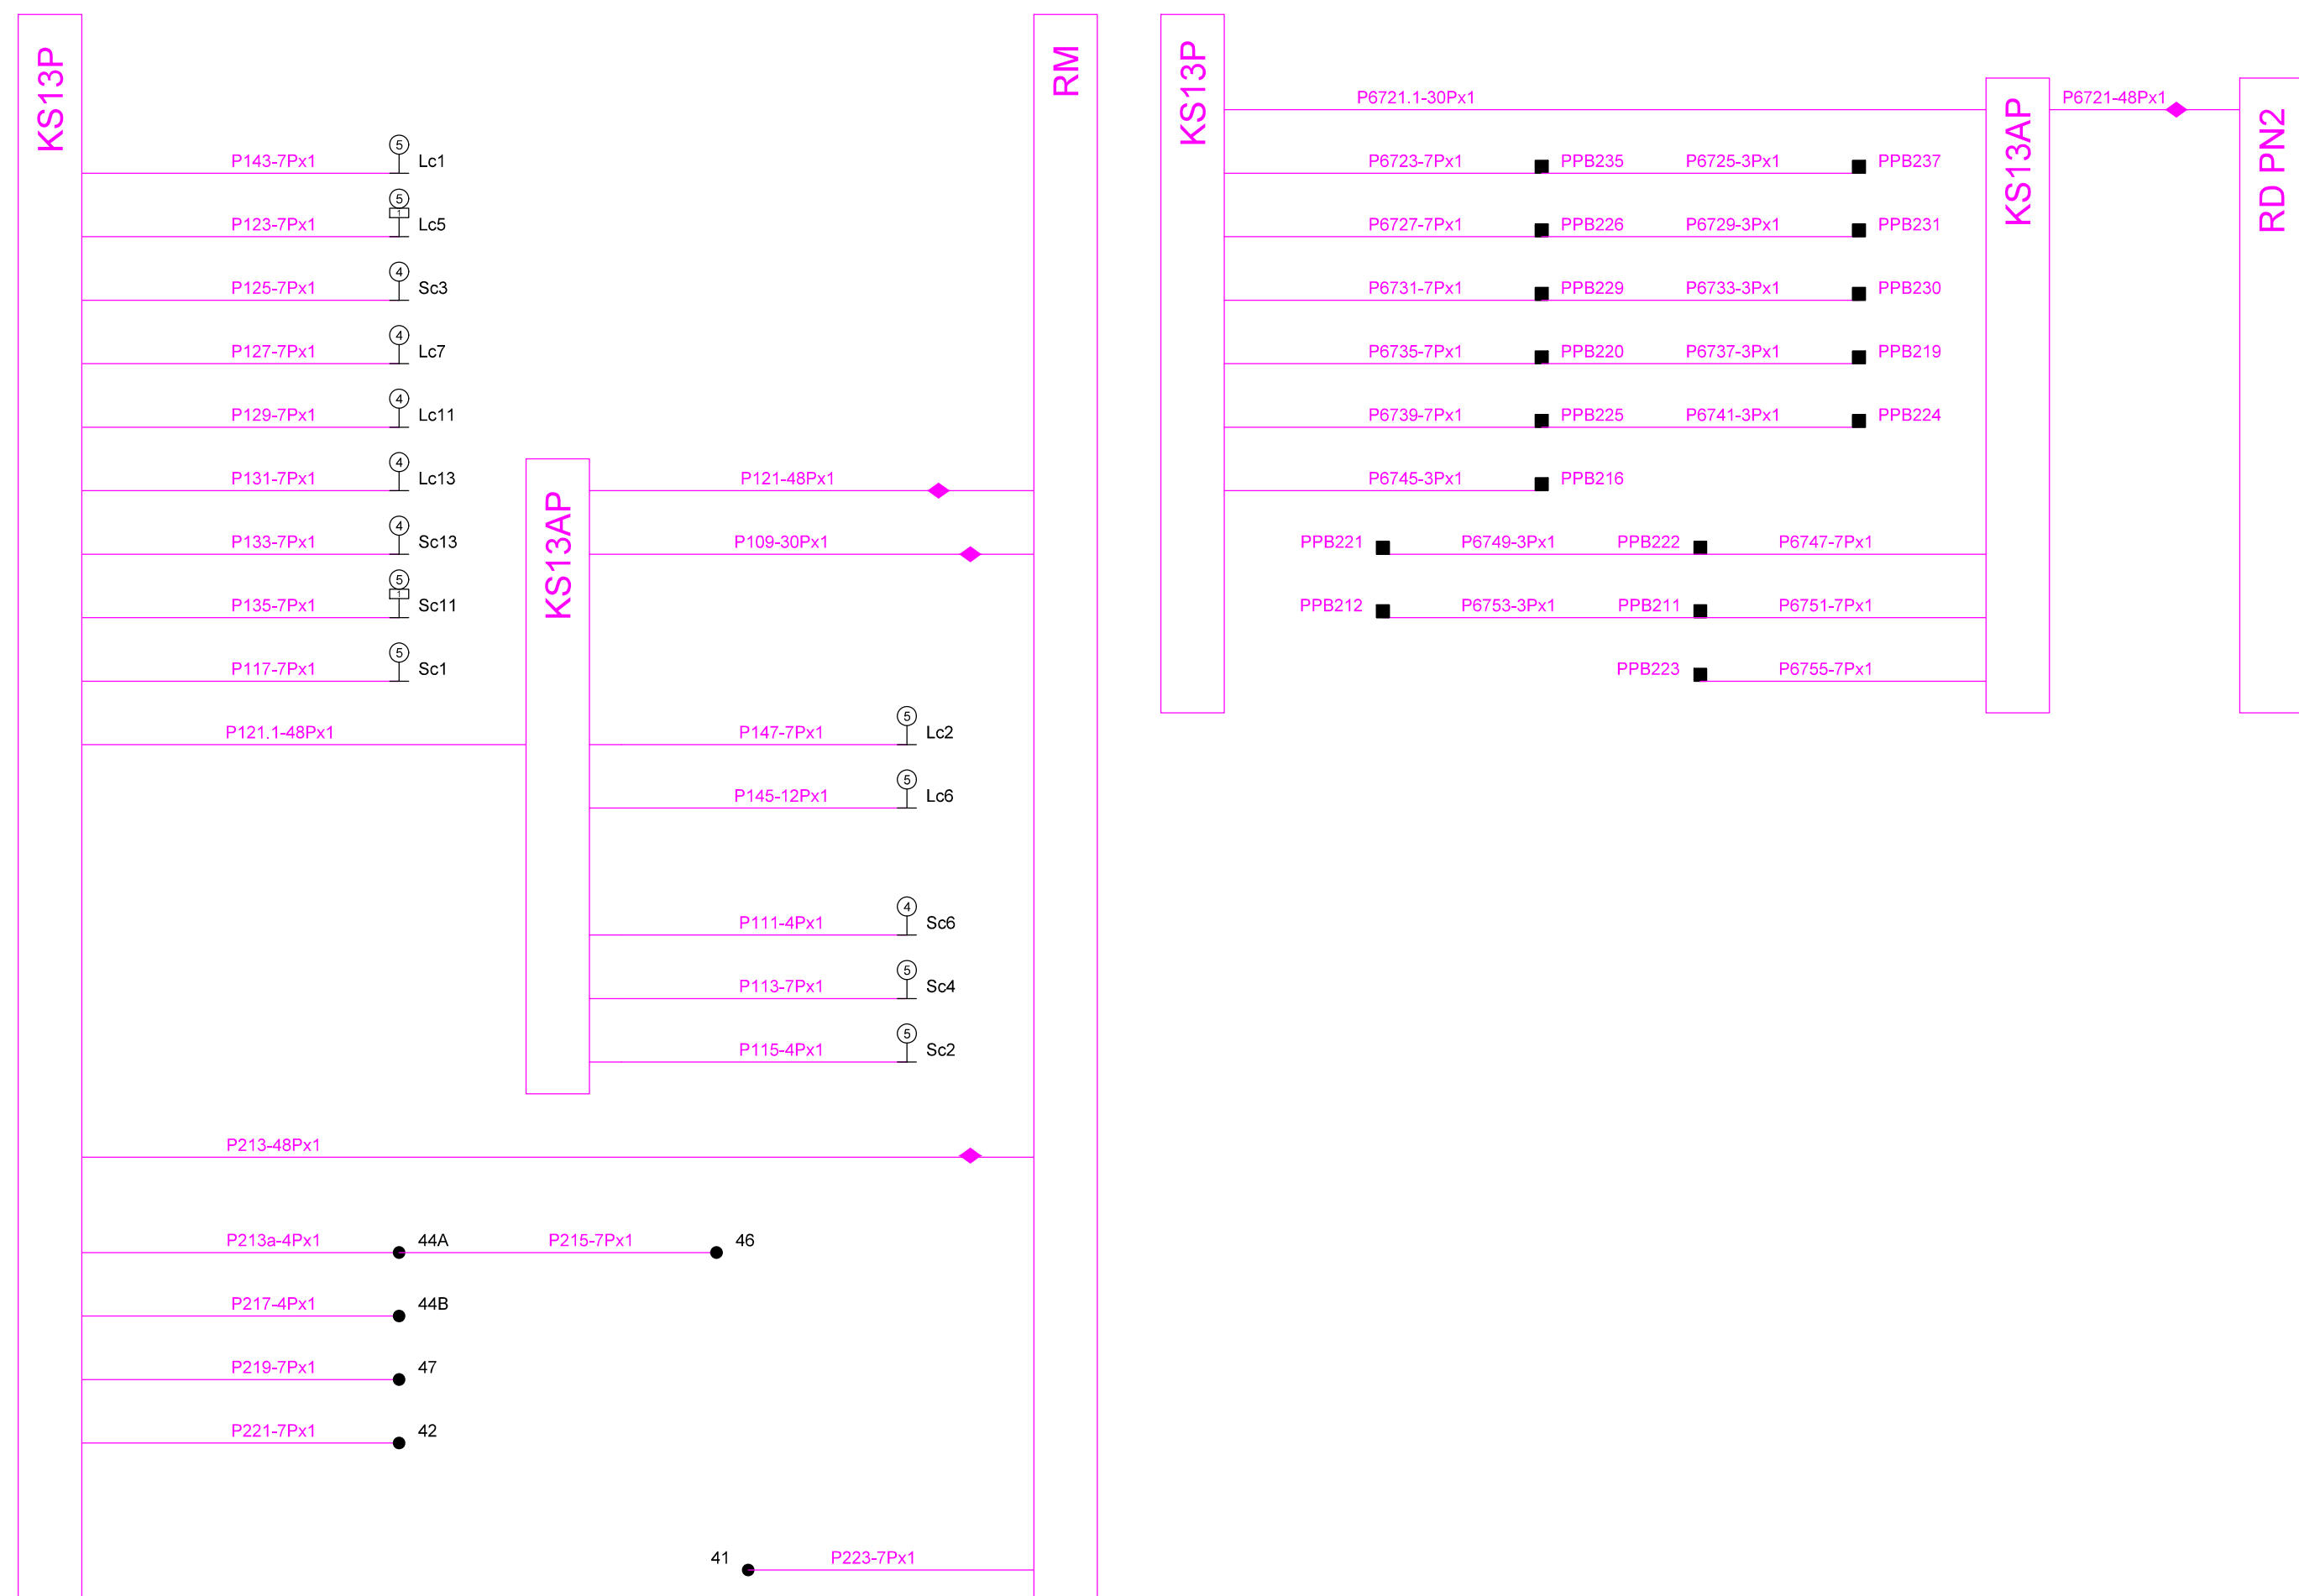 KS13P
RM
KS13P
KS13AP
RD PN2
P6721.1-30Px1
P6721-48Px1
P143-7Px1 5 Lc1
P6723-7Px1 PPB235 P6725-3Px1 PPB237
P123-7Px1 5 1 Lc5
P6727-7Px1 PPB226 P6729-3Px1 PPB231
P125-7Px1 4 Sc3
P6731-7Px1 PPB229 P6733-3Px1 PPB230
P127-7Px1 4 Lc7
P6735-7Px1 PPB220 P6737-3Px1 PPB219
P129-7Px1 4 Lc11
P6739-7Px1 PPB225 P6741-3Px1 PPB224
P131-7Px1 4 Lc13
KS13AP
P121-48Px1
P6745-3Px1 PPB216
P133-7Px1 4 Sc13
P109-30Px1
PPB221 P6749-3Px1 PPB222 P6747-7Px1
P135-7Px1 5 1 Sc11
PPB212 P6753-3Px1 PPB211 P6751-7Px1
P117-7Px1 5 Sc1
PPB223 P6755-7Px1
P121.1-48Px1
P147-7Px1 5 Lc2
P145-12Px1 5 Lc6
P111-4Px1 4 Sc6
P113-7Px1 5 Sc4
P115-4Px1 5 Sc2
P213-48Px1
P213a-4Px1 44A P215-7Px1 46
P217-4Px1 44B
P219-7Px1 47
P221-7Px1 42
41 P223-7Px1